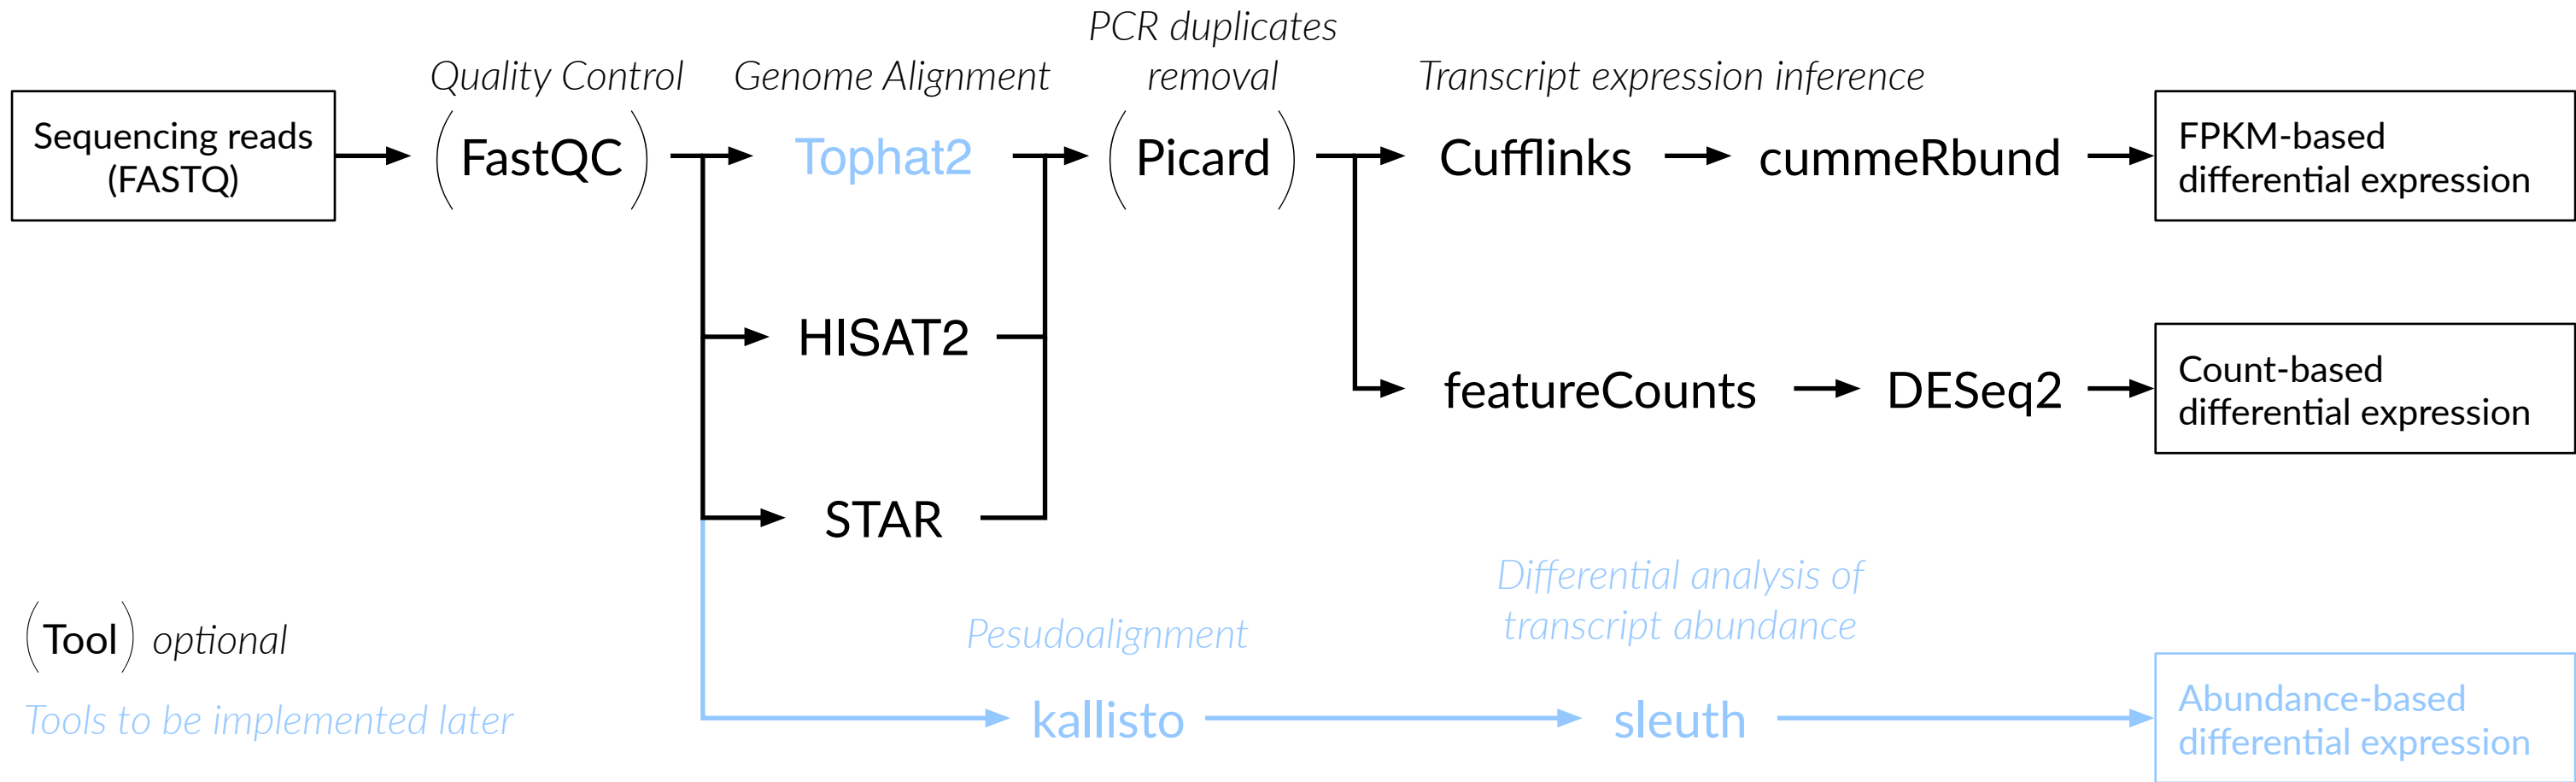 PCR duplicates
removal
Quality Control
Genome Alignment
Transcript expression inference
Sequencing reads
(FASTQ)
(FastQC)
Tophat2
(Picard)
Cufflinks
cummeRbund
FPKM-based
differential expression
HISAT2
featureCounts
DESeq2
Count-based
differential expression
STAR
(Tool) optional
Tools to be implemented later
Pesudoalignment
Differential analysis of
transcript abundance
kallisto
sleuth
Abundance-based
differential expression